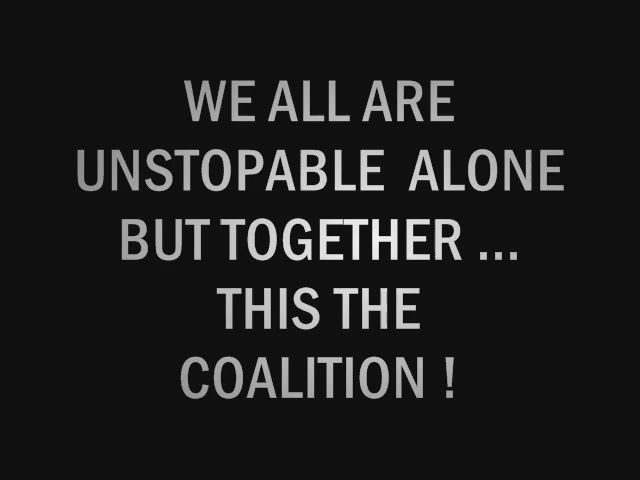 WE ALL ARE
UNSTOPABLE ALONE
BUT TOGETHER ...
THIS THE
COALITION !